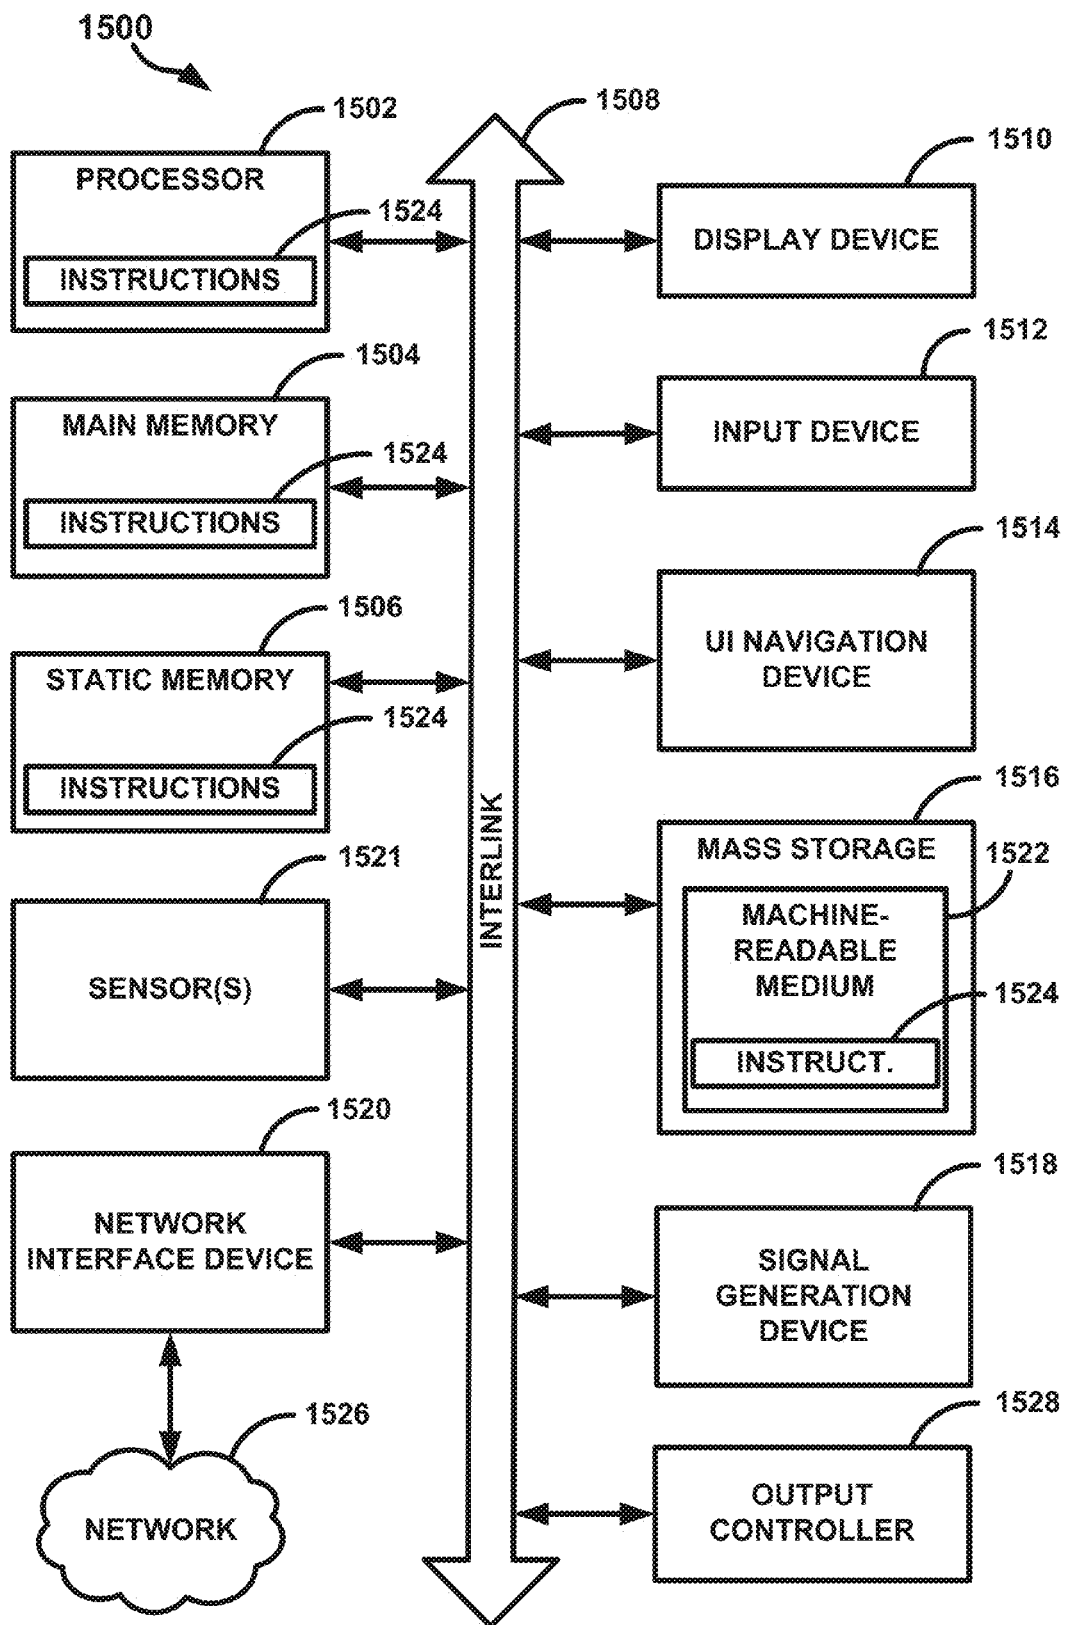 1500
1502
PROCESSOR
1524
INSTRUCTIONS
1504
MAIN MEMORY
1524
INSTRUCTIONS
1506
STATIC MEMORY
1524
INSTRUCTIONS
1521
SENSOR(S)
1520
NETWORK
INTERFACE DEVICE
1526
NETWORK
1508
INTERLINK
1510
DISPLAY DEVICE
1512
INPUT DEVICE
1514
UI NAVIGATION
DEVICE
1516
MASS STORAGE
1522
MACHINE-
READABLE
MEDIUM
1524
INSTRUCT.
1518
SIGNAL
GENERATION
DEVICE
1528
OUTPUT
CONTROLLER